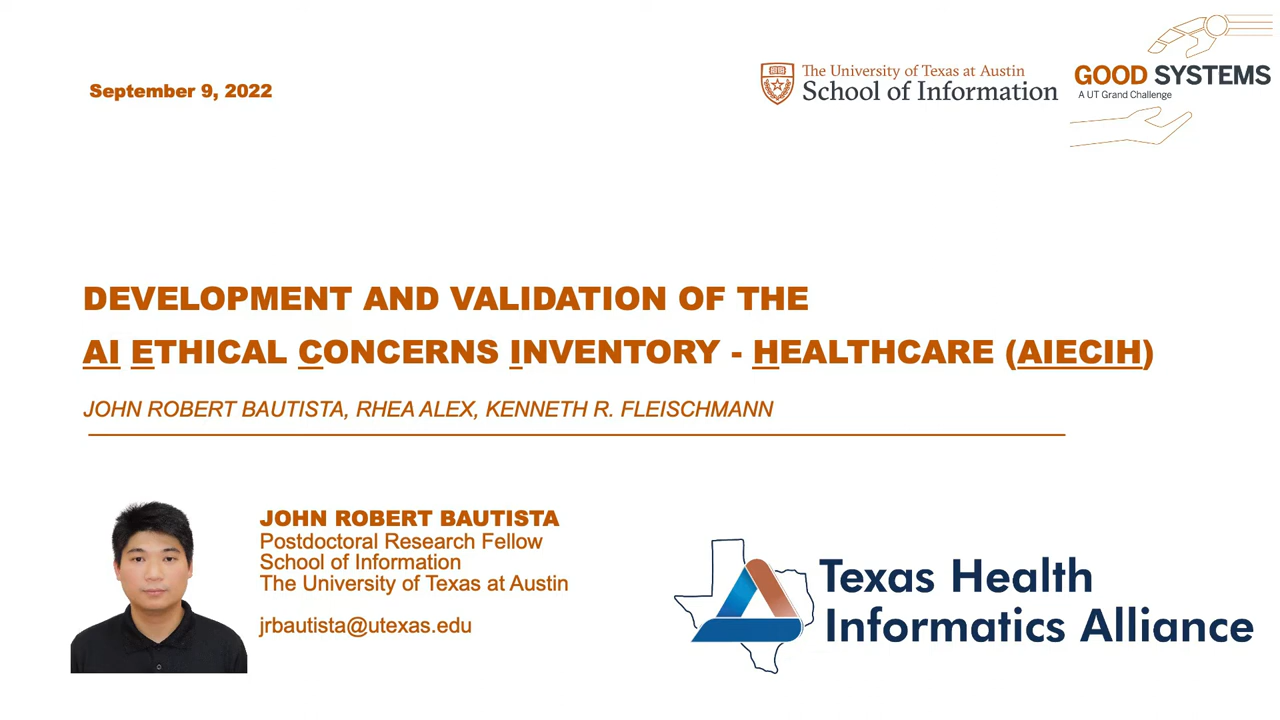 September 9, 2022
The University of Texas at Austin
School of Information
GOOD SYSTEMS
A UT Grand Challenge
DEVELOPMENT AND VALIDATION OF THE
AI ETHICAL CONCERNS INVENTORY - HEALTHCARE (AIECIH)
JOHN ROBERT BAUTISTA, RHEA ALEX, KENNETH R. FLEISCHMANN
JOHN ROBERT BAUTISTA
Postdoctoral Research Fellow
School of Information
The University of Texas at Austin
jrbautista@utexas.edu
Texas Health
Informatics Alliance